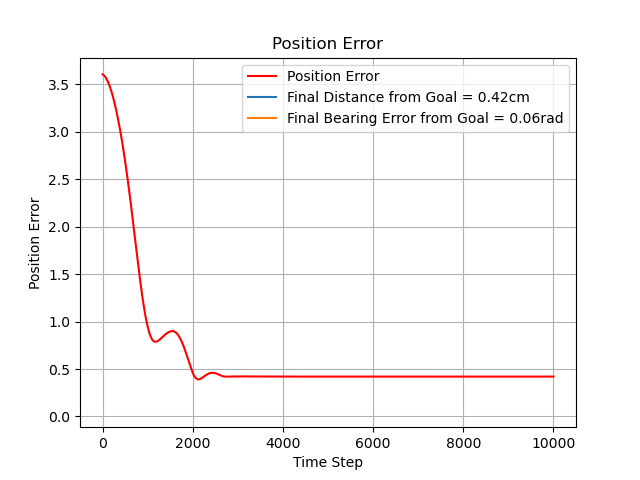 Position Error
Position Error
Final Distance from Goal = 0.42cm
Final Bearing Error from Goal = 0.06rad
3.5
3.0
2.5
2.0
1.5
1.0
0.5
0.0
Position Error
0 2000 4000 6000 8000 10000
Time Step